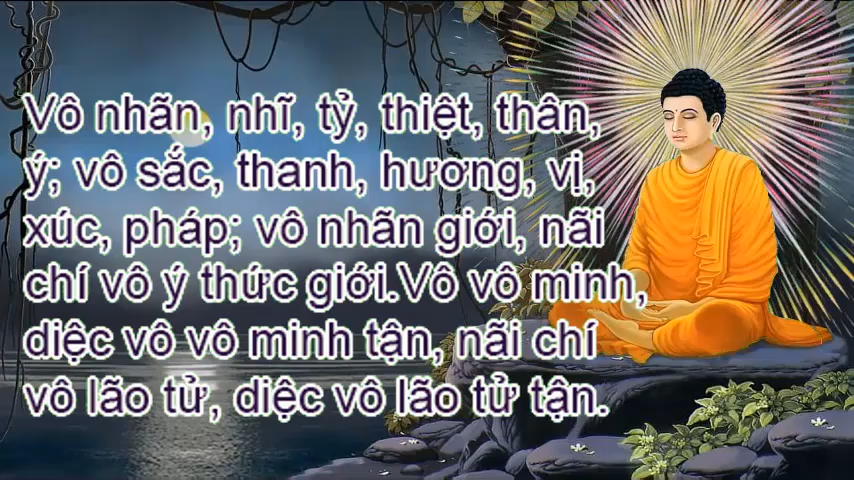 Vô nhãn, nhĩ, tỷ, thiệt, thân,
ý; vô sắc, thanh, hương, vị,
xúc, pháp; vô nhãn giới, nãi
chí vô ý thức giới.Vô vô minh,
diệc vô vô minh tận, nãi chí
vô lão tử, diệc vô lão tử tận.